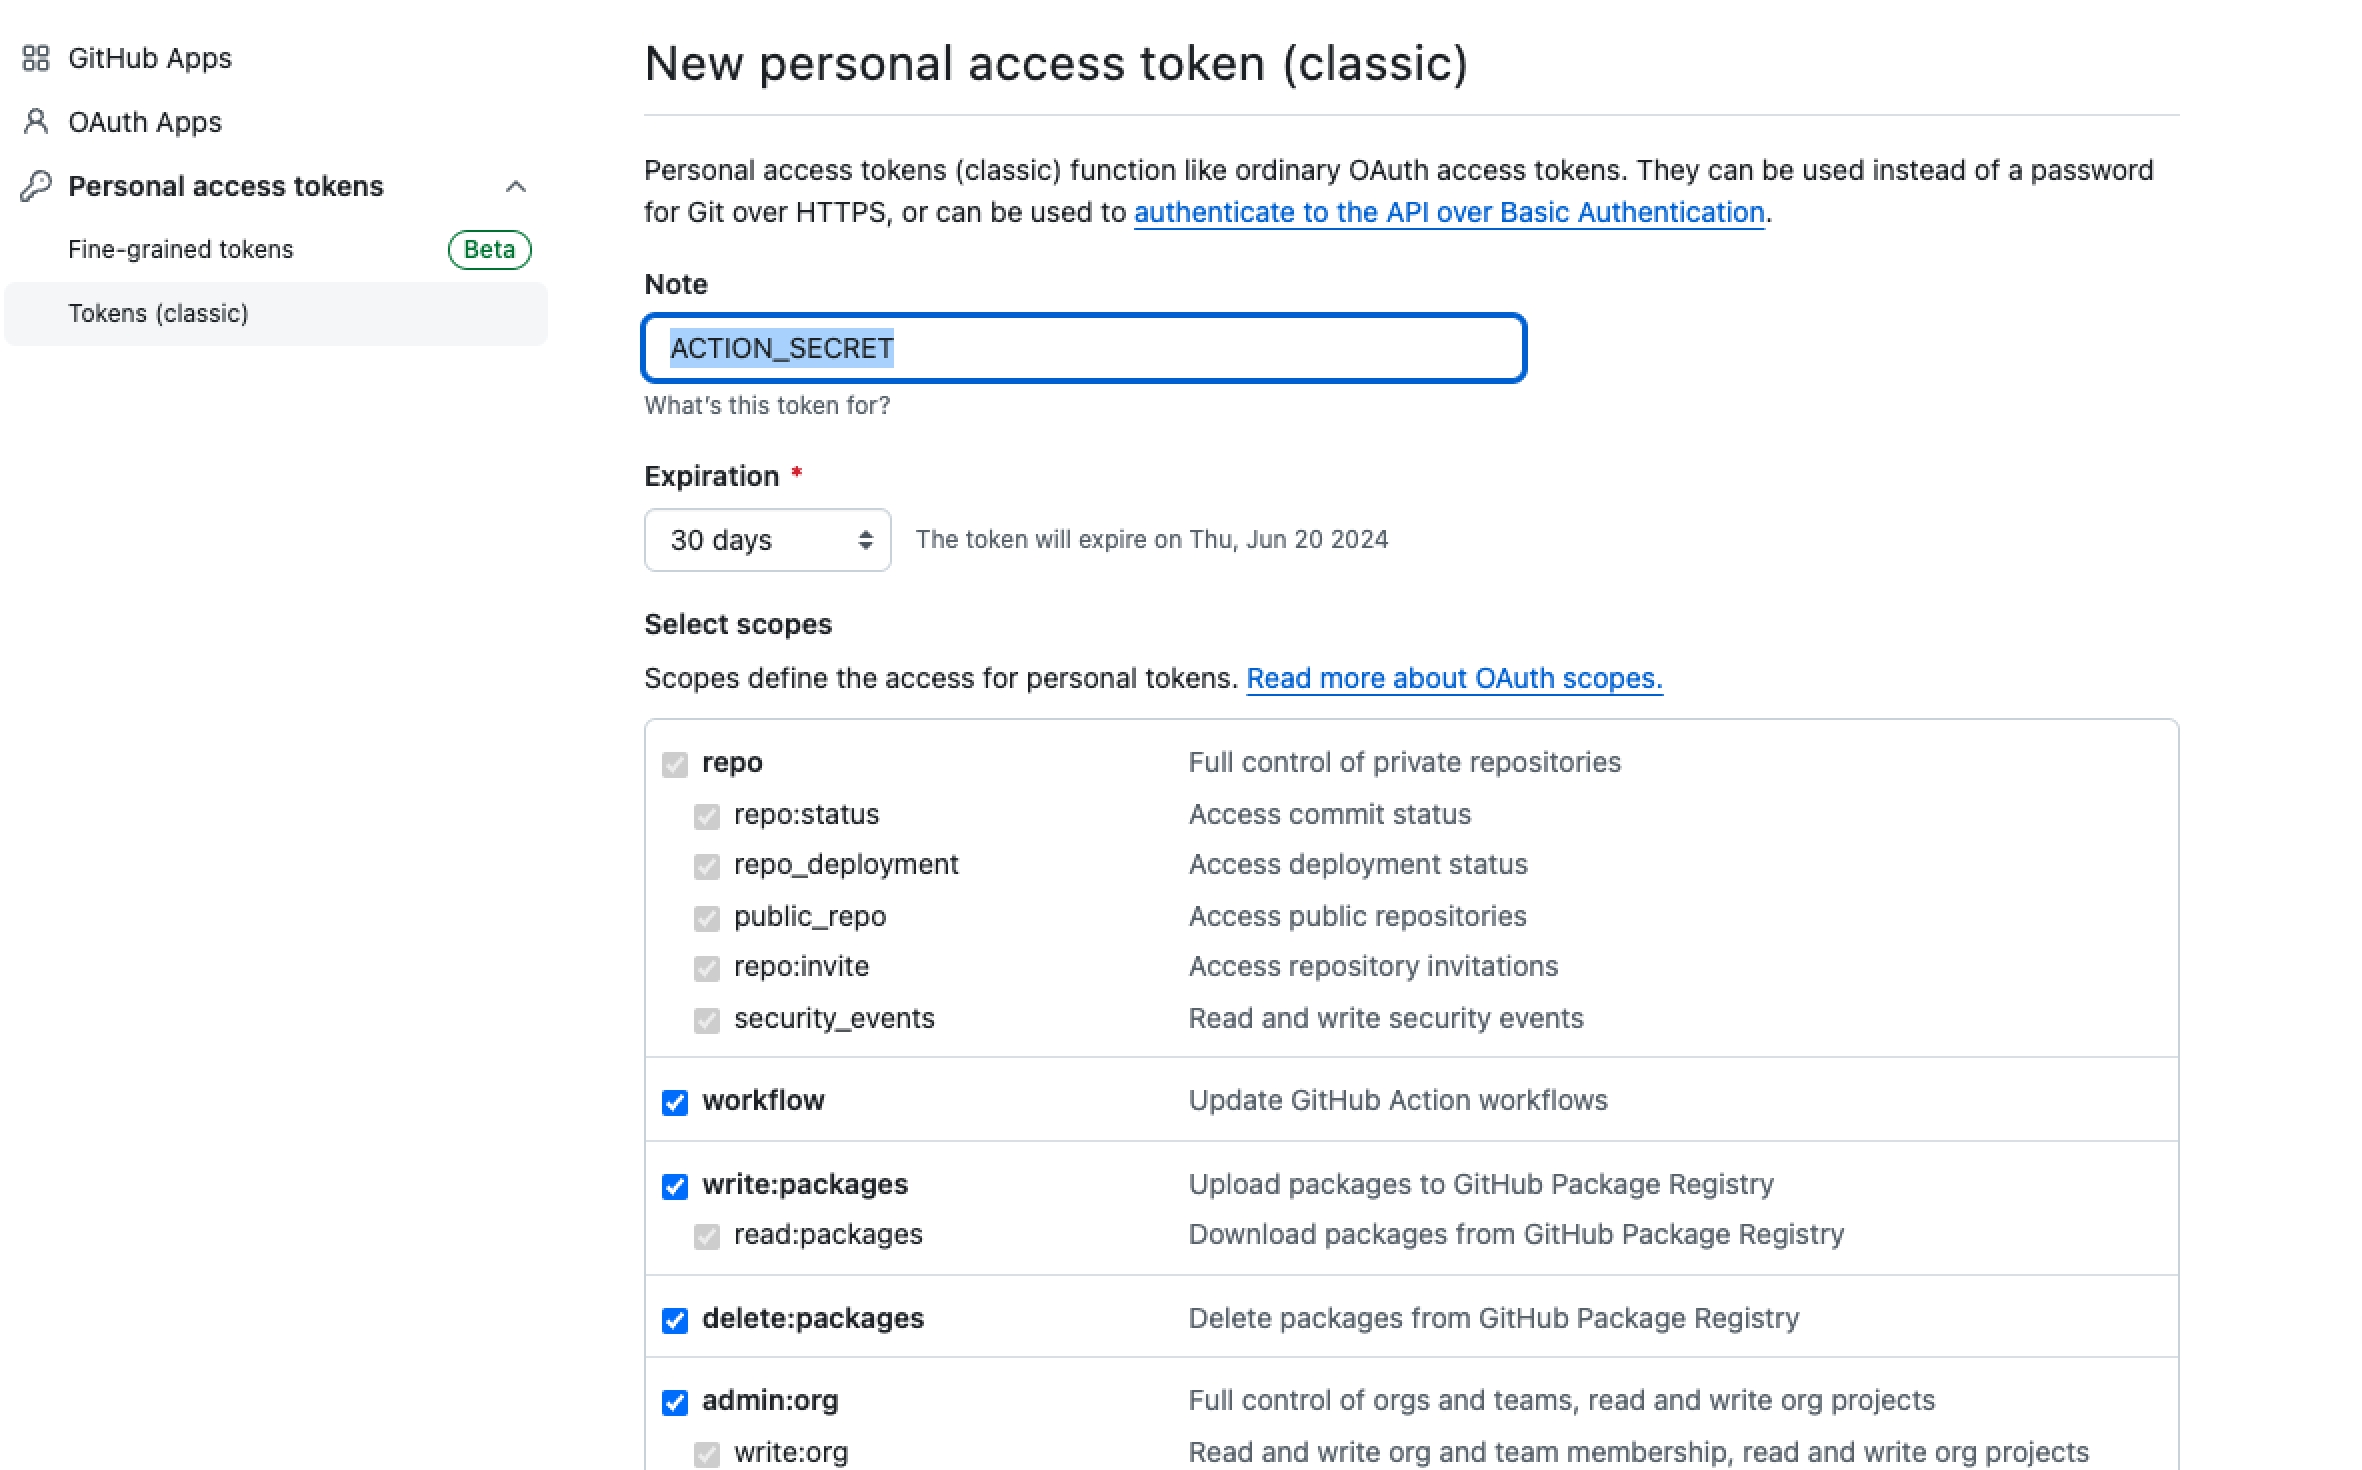 GitHub Apps
OAuth Apps
Personal access tokens
Fine-grained tokens Beta
Tokens (classic)
New personal access token (classic)
Personal access tokens (classic) function like ordinary OAuth access tokens. They can be used instead of a password
for Git over HTTPS, or can be used to authenticate to the API over Basic Authentication.
Note
ACTION_SECRET
What's this token for?
Expiration *
30 days The token will expire on Thu, Jun 20 2024
Select scopes
Scopes define the access for personal tokens. Read more about OAuth scopes.
repo Full control of private repositories
repo:status Access commit status
repo_deployment Access deployment status
public_repo Access public repositories
repo:invite Access repository invitations
security_events Read and write security events
workflow Update GitHub Action workflows
write:packages Upload packages to GitHub Package Registry
read:packages Download packages from GitHub Package Registry
delete:packages Delete packages from GitHub Package Registry
admin:org Full control of orgs and teams, read and write org projects
write:org Read and write org and team membership, read and write org projects